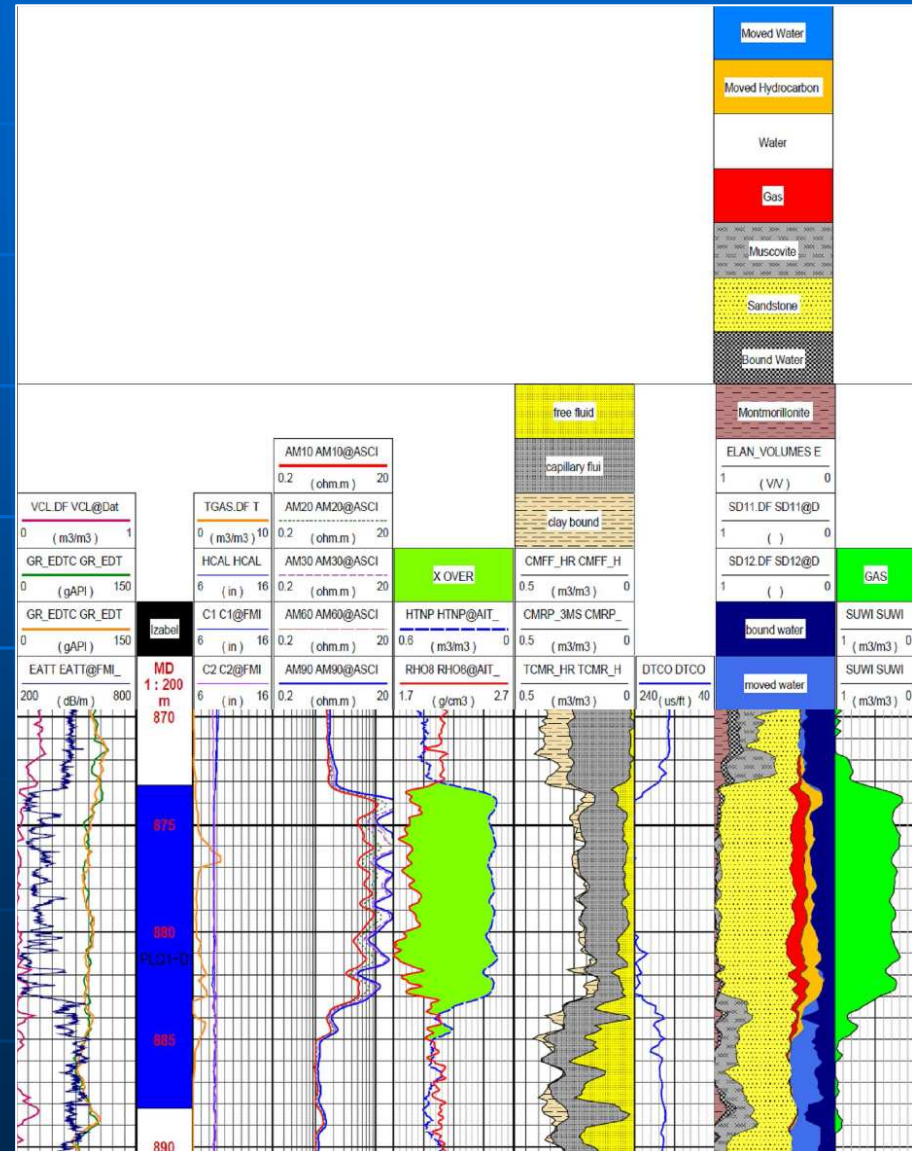 Moved Water
Moved Hydrocarbon
Water
Gas
Muscovite
Sandstone
Bound Water
free fluid
Montmorillonite
AM10 AM10@ASCI
0.2 (ohm.m) 20
capillary flui
ELAN_VOLUMES E
1 (V/V) 0
VCL.DF VCL@Dat
0 (m3/m3) 1
TGAS.DF T
0 (m3/m3) 10
AM20 AM20@ASCI
0.2 (ohm.m) 20
clay bound
SD11.DF SD11@D
1 ( ) 0
GR_EDTC GR_EDT
0 (gAPI) 150
HCAL HCAL
6 (in) 16
AM30 AM30@ASCI
0.2 (ohm.m) 20
X OVER
CMFF_HR CMFF_H
0.5 (m3/m3) 0
SD12.DF SD12@D
1 ( ) 0
GAS
GR_EDTC GR_EDT
0 (gAPI) 150
Izabel
C1 C1@FMI
6 (in) 16
AM60 AM60@ASCI
0.2 (ohm.m) 20
HTNP HTNP@AIT_
0.6 (m3/m3) 0
CMRP_3MS CMRP_
0.5 (m3/m3) 0
bound water
SUWI SUWI
1 (m3/m3) 0
EATT EATT@FMI_
200 (dB/m) 800
MD
1 : 200
m
C2 C2@FMI
6 (in) 16
AM90 AM90@ASCI
0.2 (ohm.m) 20
RHO8 RHO8@AIT_
1.7 (g/cm3) 2.7
TCMR_HR TCMR_H
0.5 (m3/m3) 0
DTCO DTCO
240 (us/ft) 40
moved water
SUWI SUWI
1 (m3/m3) 0
870
875
880
885
890